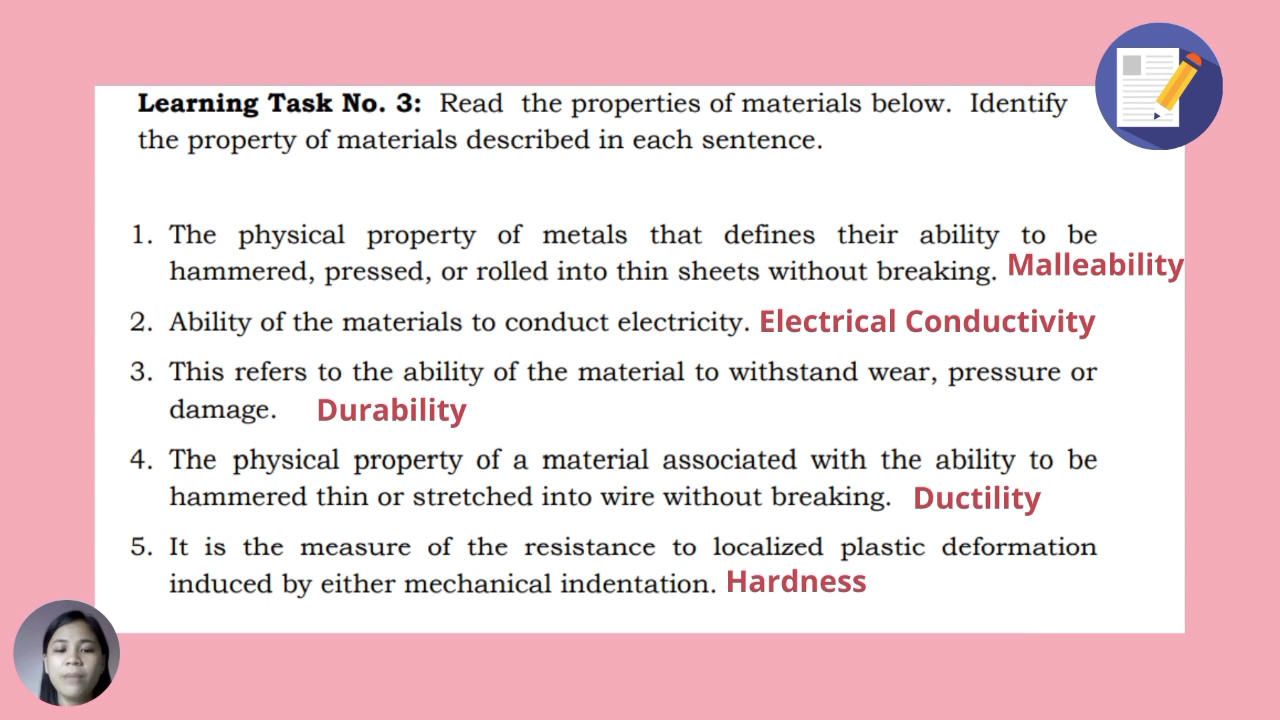 Learning Task No. 3: Read the properties of materials below. Identify
the property of materials described in each sentence.
1. The physical property of metals that defines their ability to be
hammered, pressed, or rolled into thin sheets without breaking. Malleability
2. Ability of the materials to conduct electricity. Electrical Conductivity
3. This refers to the ability of the material to withstand wear, pressure or
damage. Durability
4. The physical property of a material associated with the ability to be
hammered thin or stretched into wire without breaking. Ductility
5. It is the measure of the resistance to localized plastic deformation
induced by either mechanical indentation. Hardness